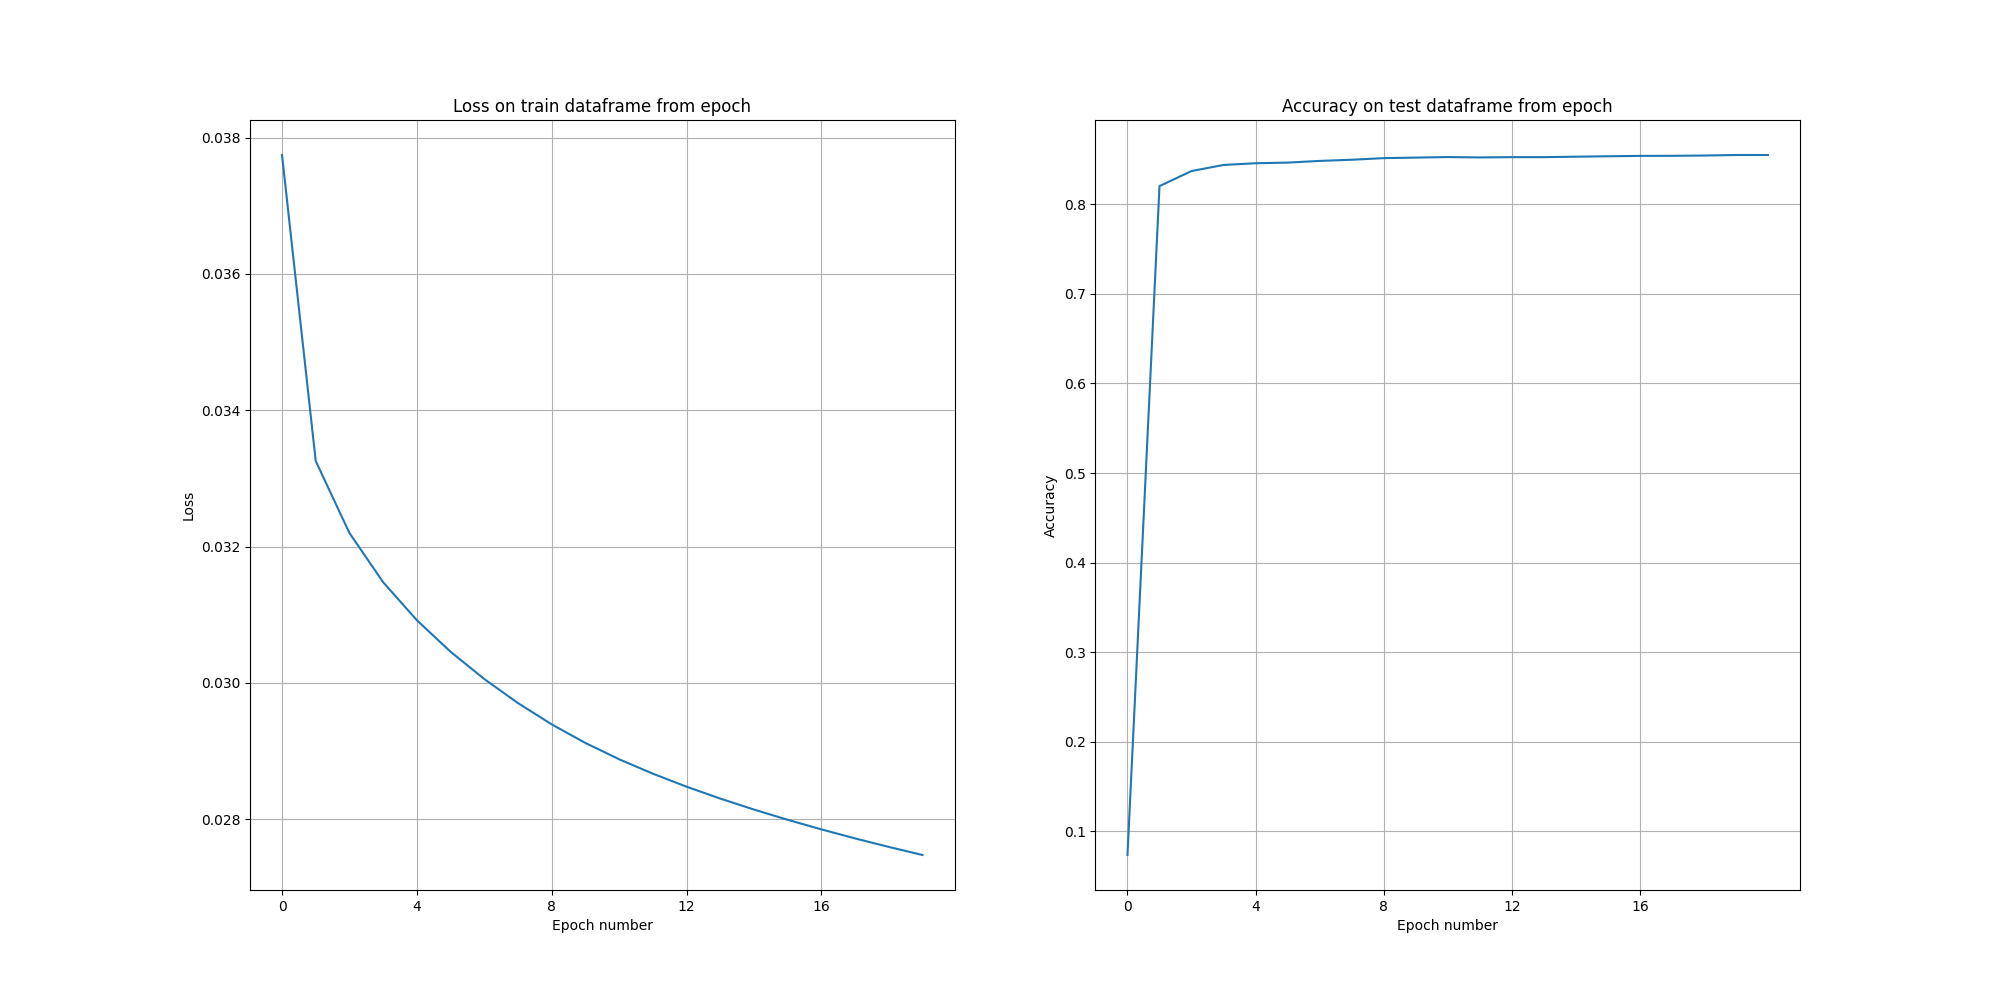 Loss on train dataframe from epoch
0.038
0.036
0.034
0.032
0.030
0.028
Loss
0 4 8 12 16
Epoch number
Accuracy on test dataframe from epoch
0.8
0.7
0.6
0.5
0.4
0.3
0.2
0.1
Accuracy
0 4 8 12 16
Epoch number